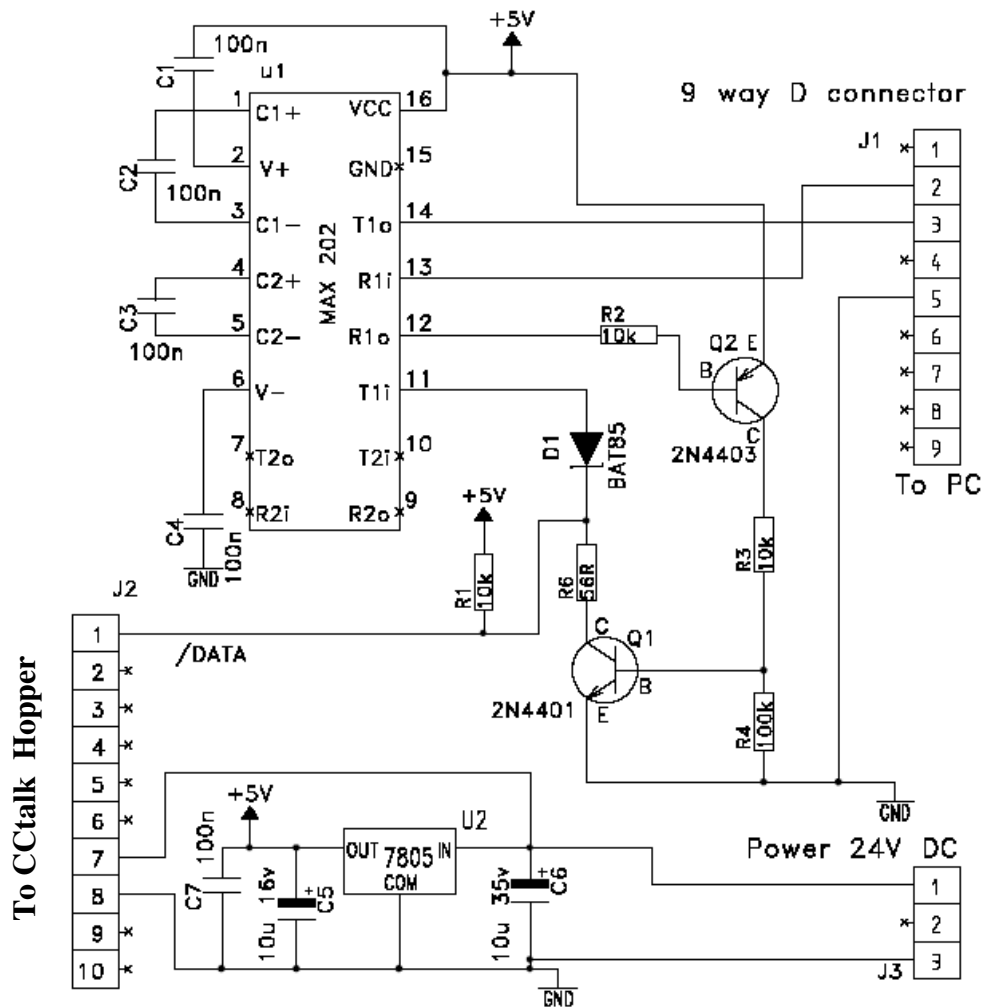 +5V
100n
C1
u1
9 way D connector
1 C1+ VCC 16
J1
1
2 V+ GND 15
C2
100n
2
3 C1- T1o 14
3
MAX 202
4 C2+ R1i 13
4
C3
5 C2- R1o 12
100n
R2
10k
5
6
6 V- T1i 11
Q2 E
B
C
2N4403
7
8
9
To PC
D1
BAT85
7 T2o T2i 10
8 R2i R2o 9
C4
100n
GND
+5V
R1
10k
R6
56R
R3
10k
J2
1
/DATA
C
Q1
B
E
2N4401
R4
100k
GND
2
3
4
5
6
7
8
9
10
To CCtalk Hopper
+5V
100n
C7
10u 16v
+
C5
OUT 7805 IN
COM
U2
10u 35v
+
C6
GND
Power 24V DC
1
2
3
J3